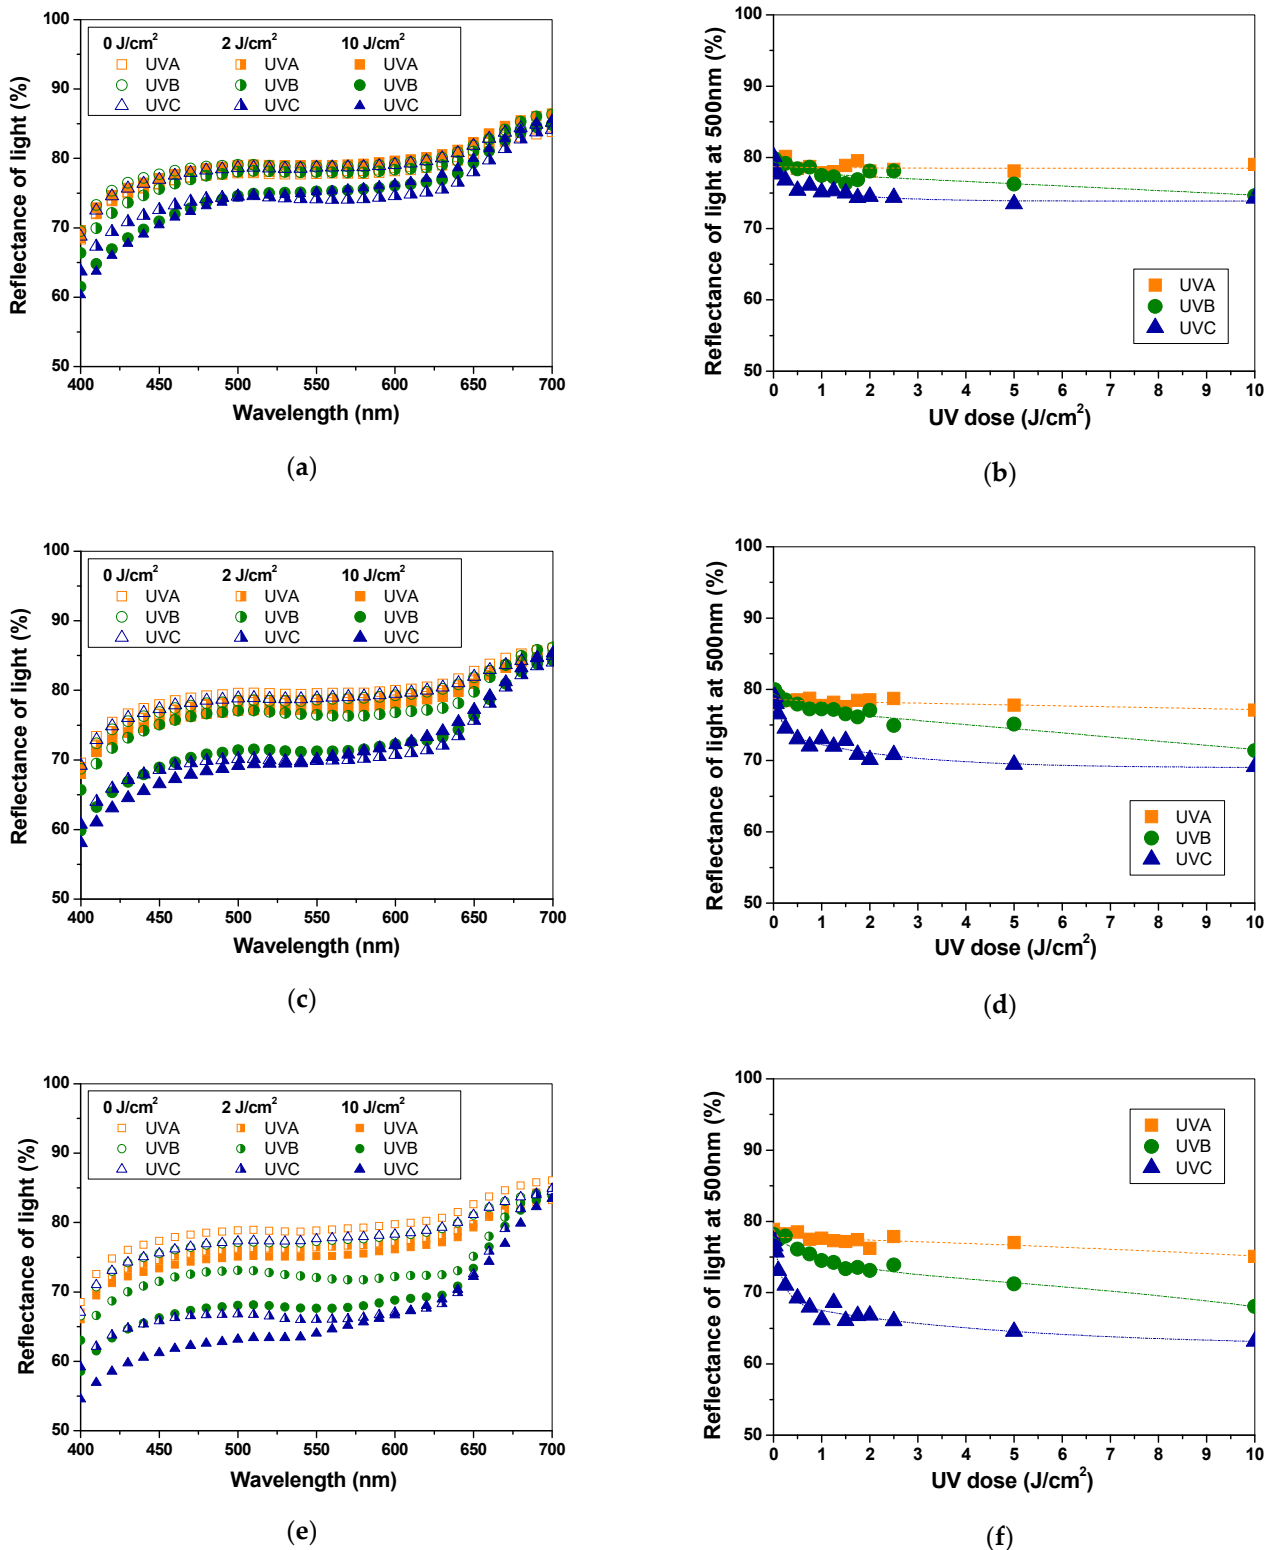 Reflectance of light (%)
100
90
80
70
60
50
0 J/cm² 2 J/cm² 10 J/cm²
UVA UVA UVA
UVB UVB UVB
UVC UVC UVC
400 450 500 550 600 650 700
Wavelength (nm)
(a)
Reflectance of light at 500nm (%)
100
90
80
70
60
50
UVA
UVB
UVC
0 1 2 3 4 5 6 7 8 9 10
UV dose (J/cm²)
(b)
Reflectance of light (%)
100
90
80
70
60
50
0 J/cm² 2 J/cm² 10 J/cm²
UVA UVA UVA
UVB UVB UVB
UVC UVC UVC
400 450 500 550 600 650 700
Wavelength (nm)
(c)
Reflectance of light at 500nm (%)
100
90
80
70
60
50
UVA
UVB
UVC
0 1 2 3 4 5 6 7 8 9 10
UV dose (J/cm²)
(d)
Reflectance of light (%)
100
90
80
70
60
50
0 J/cm² 2 J/cm² 10 J/cm²
UVA UVA UVA
UVB UVB UVB
UVC UVC UVC
400 450 500 550 600 650 700
Wavelength (nm)
(e)
Reflectance of light at 500nm (%)
100
90
80
70
60
50
UVA
UVB
UVC
0 1 2 3 4 5 6 7 8 9 10
UV dose (J/cm²)
(f)